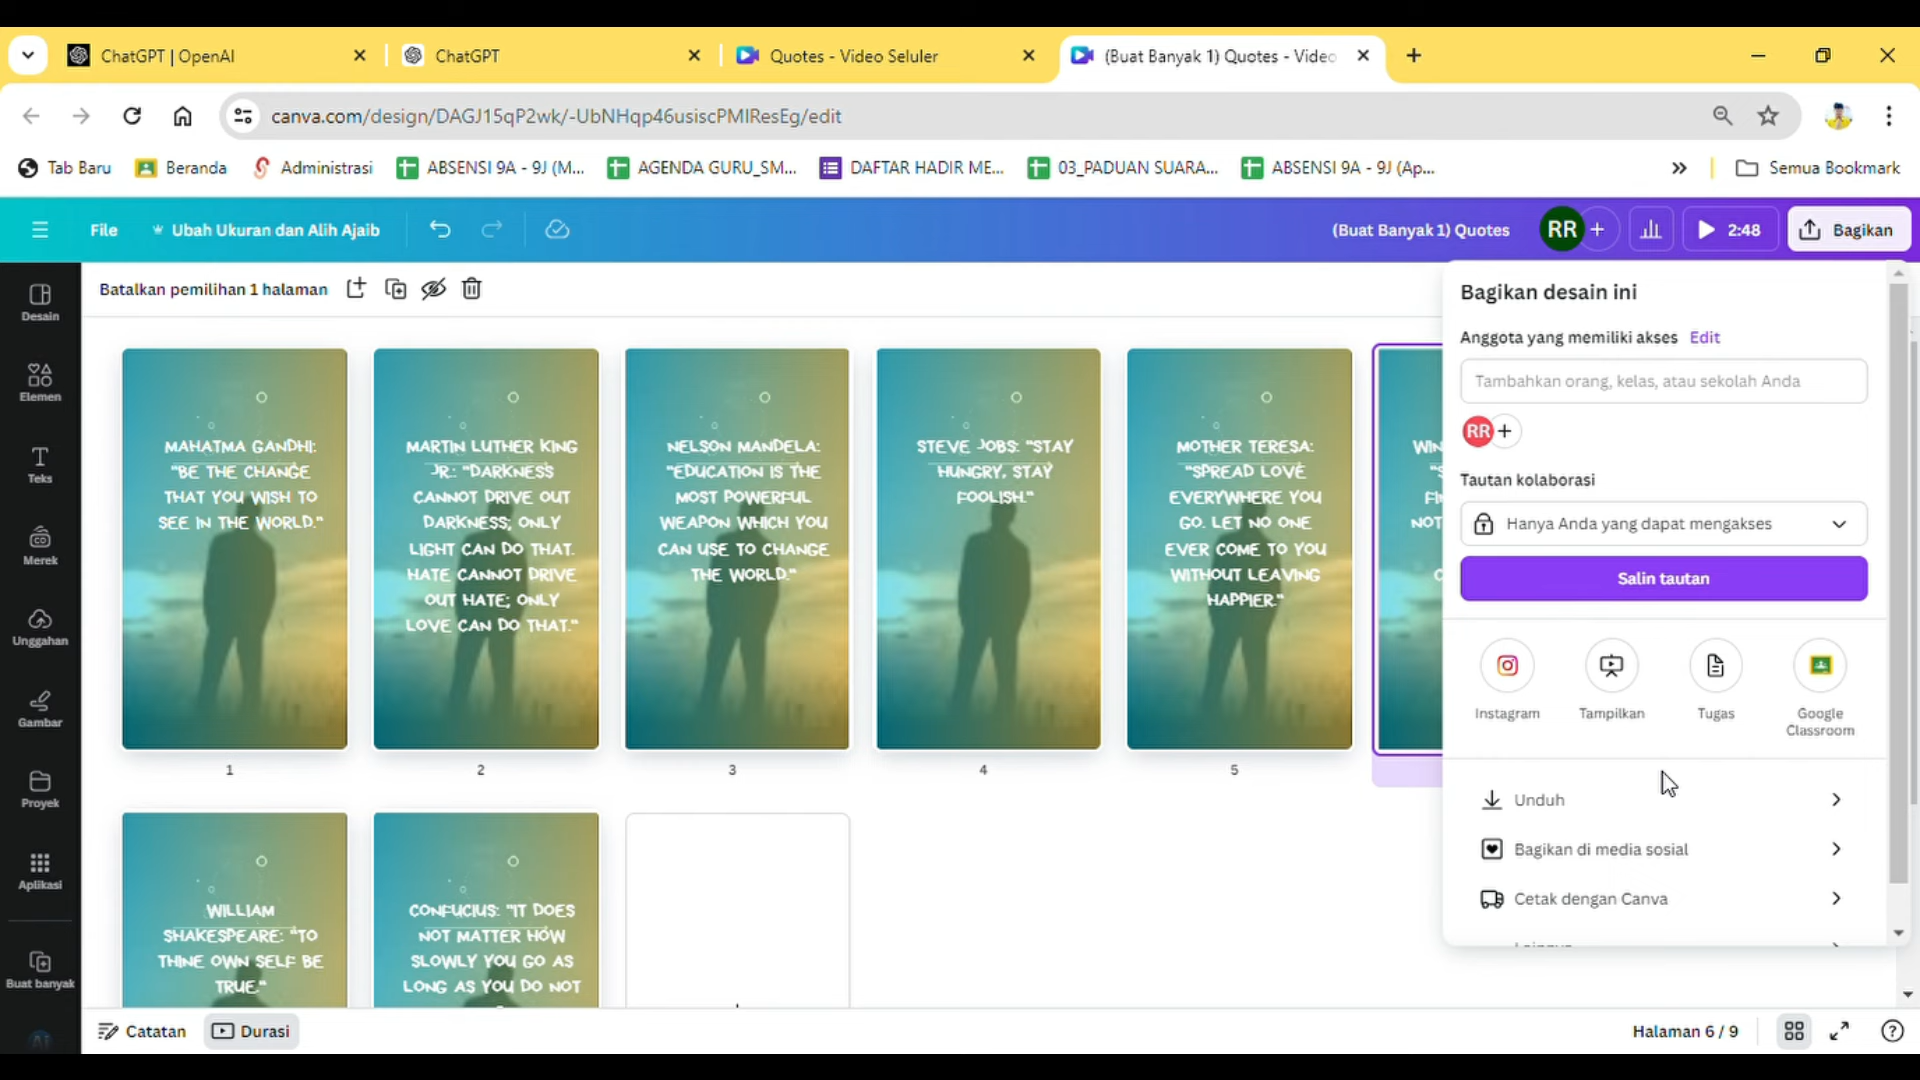 ChatGPT | OpenAI
ChatGPT
Quotes - Video Seluler
(Buat Banyak 1) Quotes - Video
canva.com/design/DAGJ15qP2wk/-UbNHqp46usiscPMIResEg/edit
Tab Baru
Beranda
Administrasi
ABSENSI 9A - 9J (M...
AGENDA GURU_SM...
DAFTAR HADIR ME...
03_PADUAN SUARA...
ABSENSI 9A - 9J (Ap...
Semua Bookmark
File
Ubah Ukuran dan Alih Ajaib
(Buat Banyak 1) Quotes
RR
2:48
Bagikan
Desain
Elemen
Teks
Merek
Unggahan
Gambar
Proyek
Aplikasi
Buat banyak
Batalkan pemilihan 1 halaman
MAHATMA GANDHI:
"BE THE CHANGE
THAT YOU WISH TO
SEE IN THE WORLD."
1
MARTIN LUTHER KING
JR.: "DARKNESS
CANNOT DRIVE OUT
DARKNESS; ONLY
LIGHT CAN DO THAT.
HATE CANNOT DRIVE
OUT HATE; ONLY
LOVE CAN DO THAT."
2
NELSON MANDELA:
"EDUCATION IS THE
MOST POWERFUL
WEAPON WHICH YOU
CAN USE TO CHANGE
THE WORLD."
3
STEVE JOBS: "STAY
HUNGRY, STAY
FOOLISH."
4
MOTHER TERESA:
"SPREAD LOVE
EVERYWHERE YOU
GO. LET NO ONE
EVER COME TO YOU
WITHOUT LEAVING
HAPPIER."
5
WIN
"S
FI
NOT
C
WILLIAM
SHAKESPEARE: "TO
THINE OWN SELF BE
TRUE."
CONFUCIUS: "IT DOES
NOT MATTER HOW
SLOWLY YOU GO AS
LONG AS YOU DO NOT
Bagikan desain ini
Anggota yang memiliki akses Edit
Tambahkan orang, kelas, atau sekolah Anda
RR
Tautan kolaborasi
Hanya Anda yang dapat mengakses
Salin tautan
Instagram
Tampilkan
Tugas
Google
Classroom
Unduh
Bagikan di media sosial
Cetak dengan Canva
Catatan
Durasi
Halaman 6 / 9